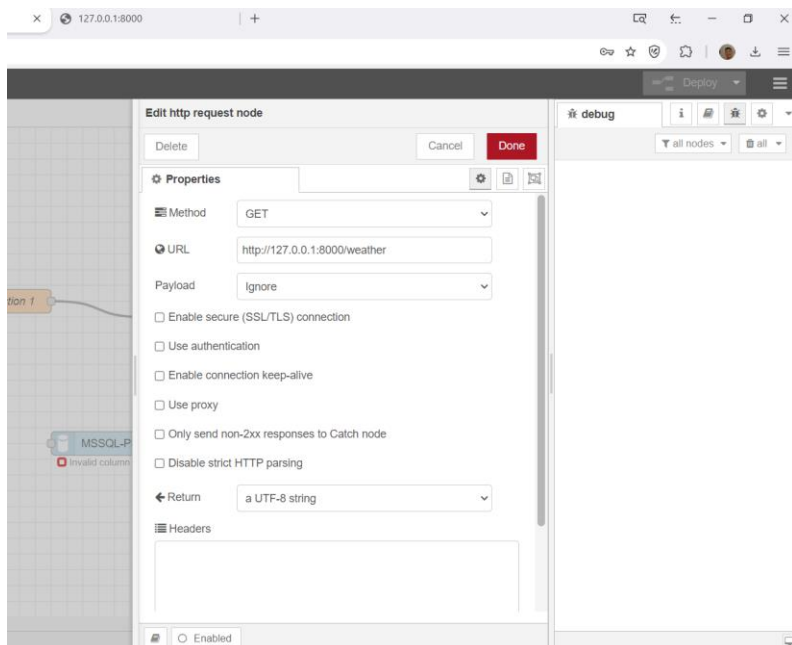 127.0.0.1:8000
Deploy
Edit http request node
Delete
Cancel
Done
Properties
Method
GET
URL
http://127.0.0.1:8000/weather
Payload
Ignore
Enable secure (SSL/TLS) connection
Use authentication
Enable connection keep-alive
Use proxy
Only send non-2xx responses to Catch node
Disable strict HTTP parsing
Return
a UTF-8 string
Headers
Enabled
debug
i
all nodes
all
tion 1
MSSQL-P
Invalid column